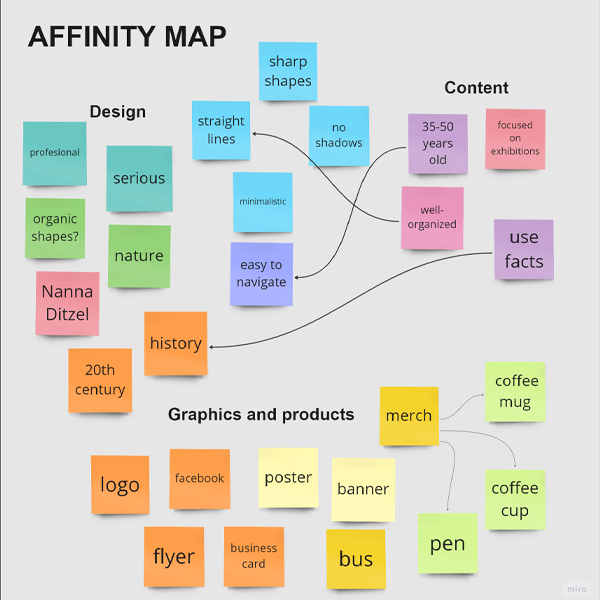 AFFINITY MAP
sharp
shapes
Content
Design
straight
lines
no
shadows
35-50
years
old
focused
on
exhibitions
profesional
serious
minimalistic
well-
organized
organic
shapes?
nature
easy to
navigate
use
facts
Nanna
Ditzel
history
20th
century
Graphics and products
merch
coffee
mug
logo
facebook
poster
banner
coffee
cup
flyer
business
card
bus
pen
miro